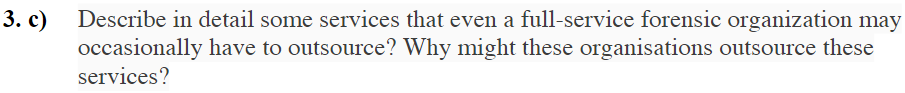 3. c) Describe in detail some services that even a full-service forensic organization may
occasionally have to outsource? Why might these organisations outsource these
services?